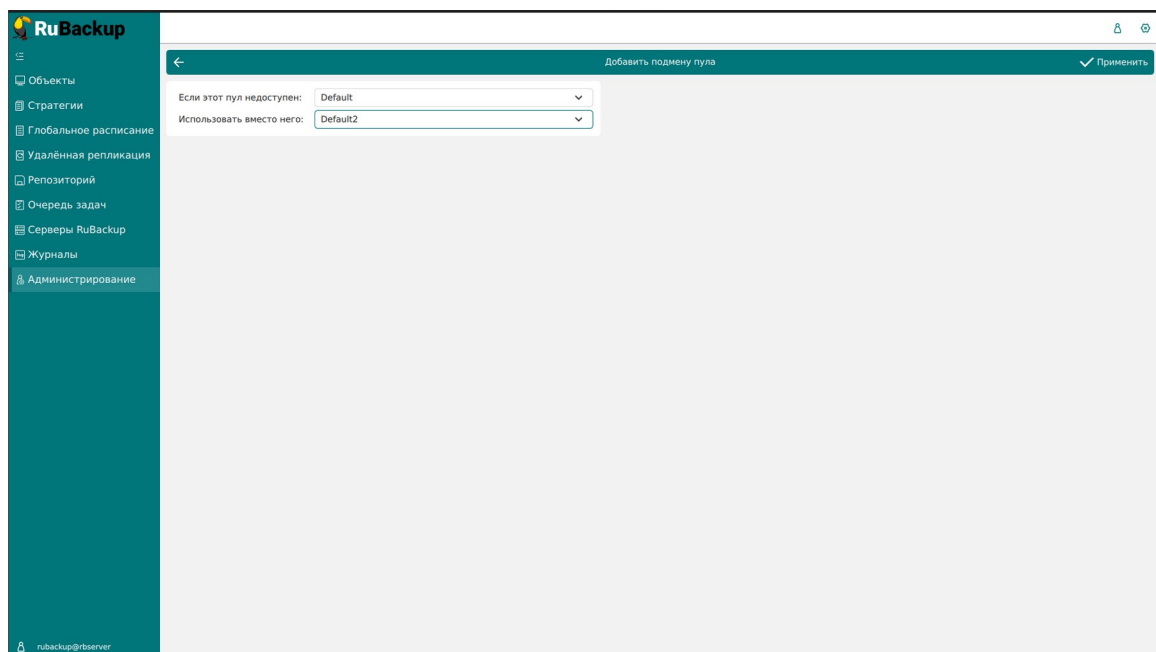 RuBackup
Добавить подмену пула
Применить
Объекты
Стратегии
Глобальное расписание
Удалённая репликация
Репозиторий
Очередь задач
Серверы RuBackup
Журналы
Администрирование
Если этот пул недоступен: Default
Использовать вместо него: Default2
rubackup@rbserver